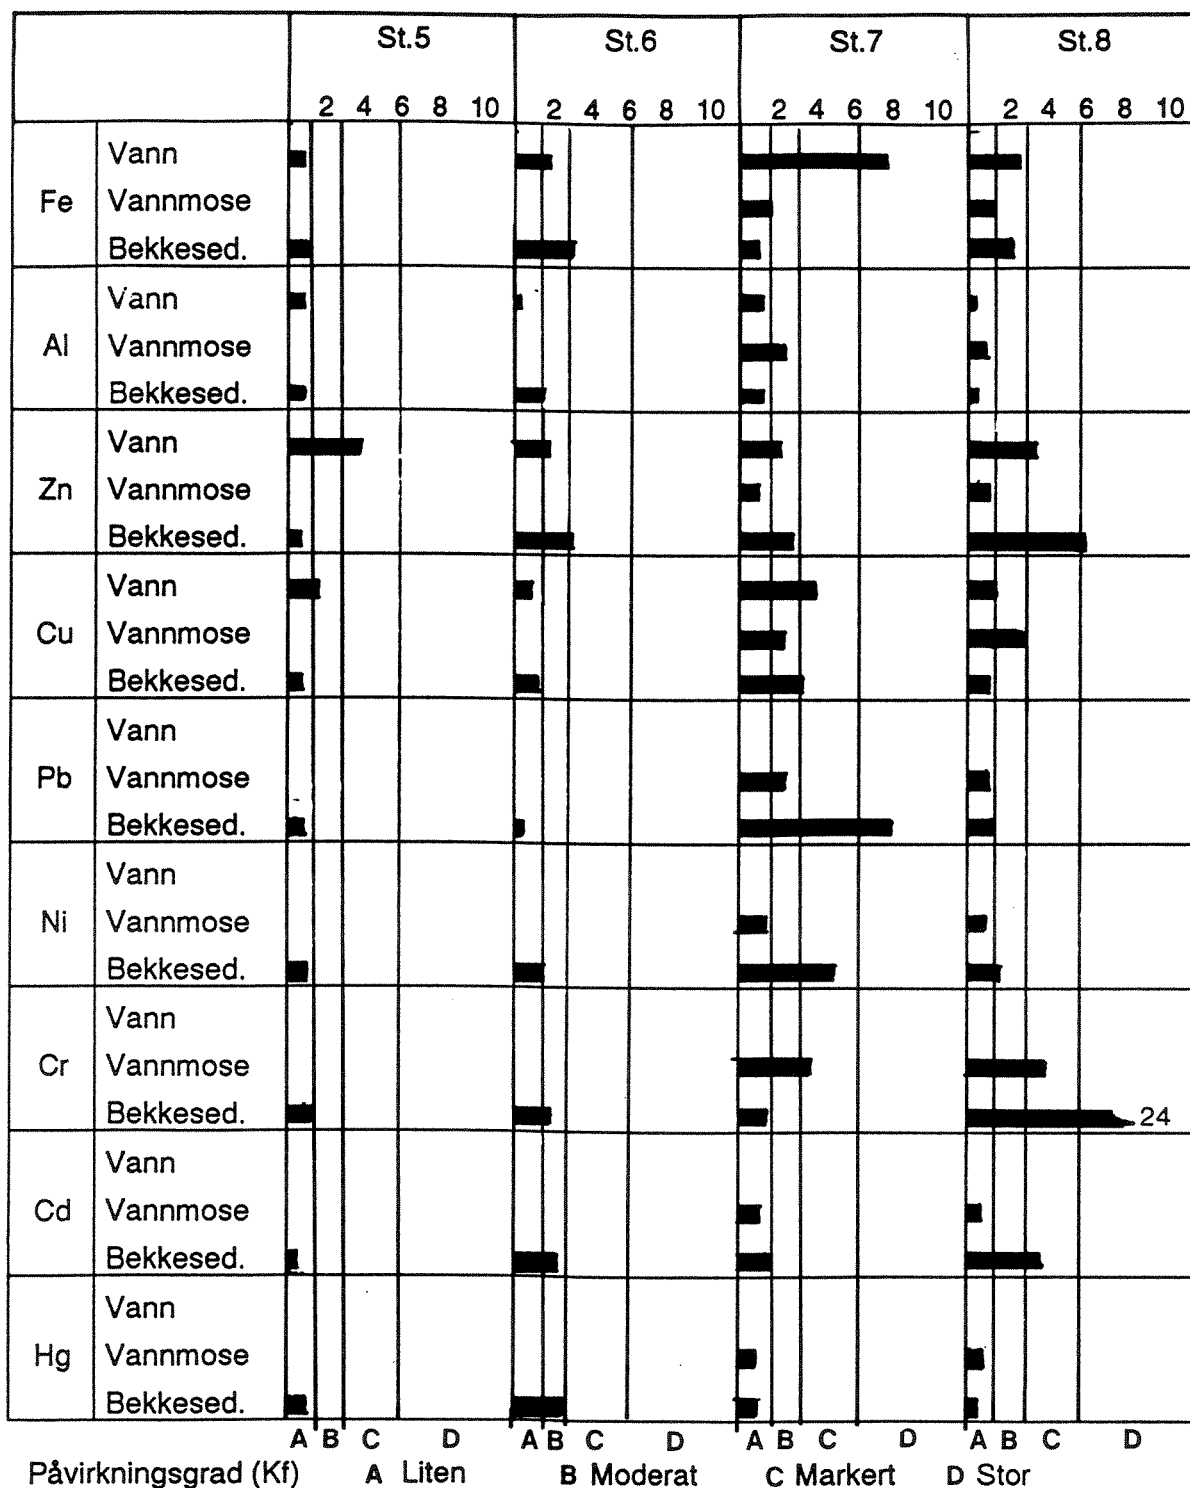 St.5 St.6 St.7 St.8
2 4 6 8 10 2 4 6 8 10 2 4 6 8 10 2 4 6 8 10
Vann
Fe Vannmose
Bekkesed.
Vann
Al Vannmose
Bekkesed.
Vann
Zn Vannmose
Bekkesed.
Vann
Cu Vannmose
Bekkesed.
Vann
Pb Vannmose
Bekkesed.
Vann
Ni Vannmose
Bekkesed.
Vann
Cr Vannmose
Bekkesed. 24
Vann
Cd Vannmose
Bekkesed.
Vann
Hg Vannmose
Bekkesed.
A B C D A B C D A B C D A B C D
Påvirkningsgrad (Kf) A Liten B Moderat C Markert D Stor